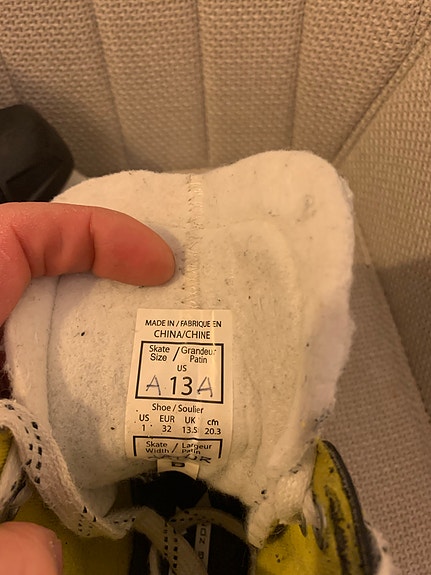 MADE IN / FABRIQUE EN
CHINA/CHINE
Skate / Grandeur
Size Patin
US
A 13 A
Shoe / Soulier
US EUR UK cm
1 32 13.5 20.3
Skate / Largeur
Width Patin